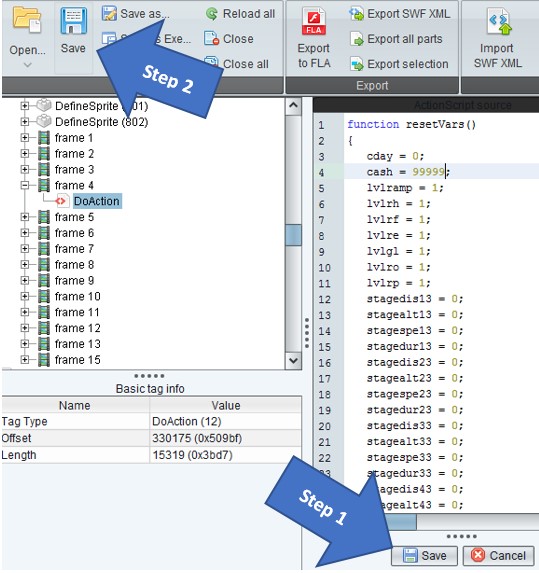 Open...
Save
Save as...
Exe...
Reload all
Close
Close all
Export
to FLA
FLA
Export SWF XML
Export all parts
Export selection
Export
Import
SWF XML
Step 2
DefineSprite
DefineSprite (802)
frame 1
frame 2
frame 3
frame 4
DoAction
frame 5
frame 6
frame 7
frame 8
frame 9
frame 10
frame 11
frame 12
frame 13
frame 15
Basic tag info
Name Value
Tag Type DoAction (12)
Offset 330175 (0x509bf)
Length 15319 (0x3bd7)
ActionScript source
1 function resetVars()
2 {
3 cday = 0;
4 cash = 99999;
5 lvlramp = 1;
6 lvlrh = 1;
7 lvlrf = 1;
8 lvlre = 1;
9 lvlgl = 1;
10 lvlro = 1;
11 lvlrp = 1;
12 stagedis13 = 0;
13 stagealt13 = 0;
14 stagespe13 = 0;
15 stagedur13 = 0;
16 stagedis23 = 0;
17 stagealt23 = 0;
18 stagespe23 = 0;
19 stagedur23 = 0;
20 stagedis33 = 0;
21 stagealt33 = 0;
22 stagespe33 = 0;
stagedur33 = 0;
stagedis43 = 0;
stagealt43 = 0;
Step 1
Save
Cancel